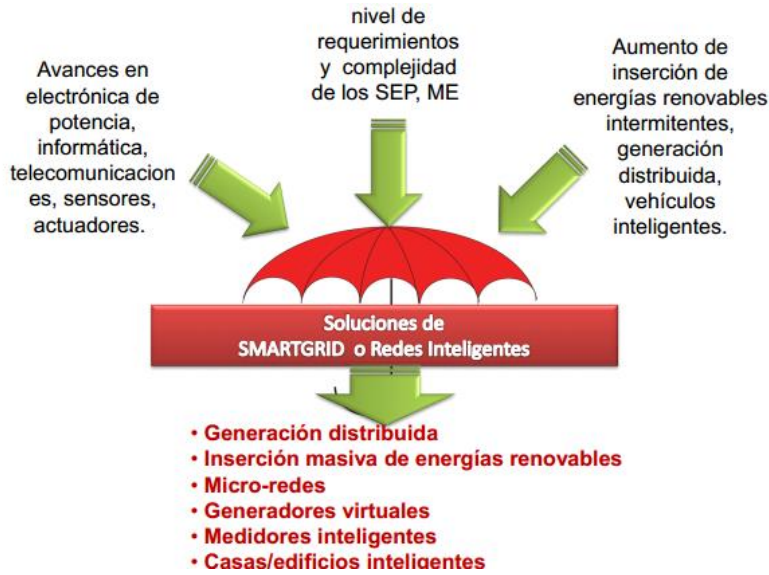 nivel de
requerimientos
y complejidad
de los SEP, ME
Avances en
electrónica de
potencia,
informática,
telecomunicacion
es, sensores,
actuadores.
Aumento de
inserción de
energías renovables
intermitentes,
generación
distribuida,
vehículos
inteligentes.
Soluciones de
SMARTGRID o Redes Inteligentes
• Generación distribuida
• Inserción masiva de energías renovables
• Micro-redes
• Generadores virtuales
• Medidores inteligentes
• Casas/edificios inteligentes